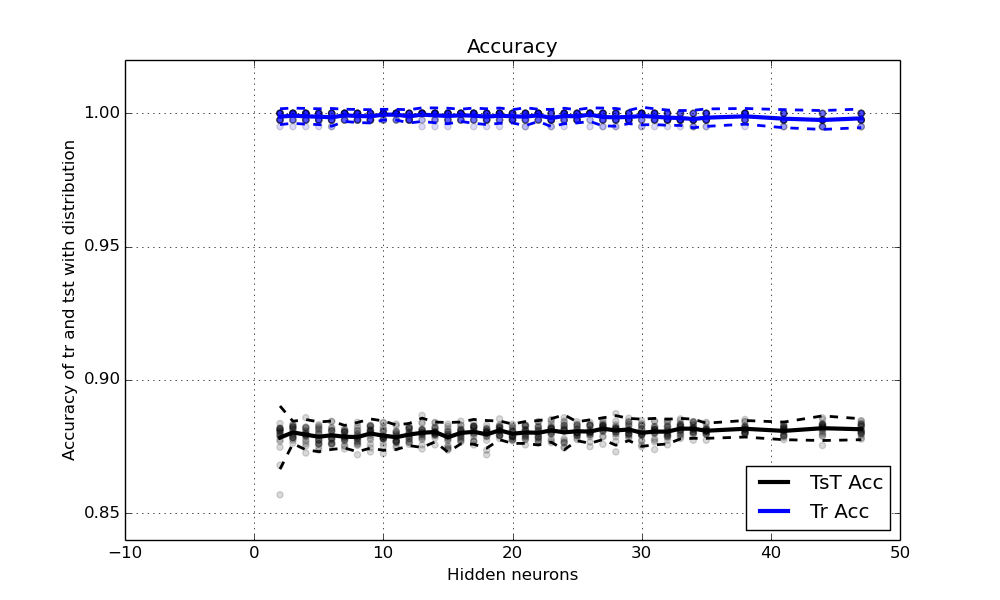 Accuracy
Accuracy of tr and tst with distribution
1.00
0.95
0.90
0.85
−10
0
10
20
30
40
50
Hidden neurons
TsT Acc
Tr Acc